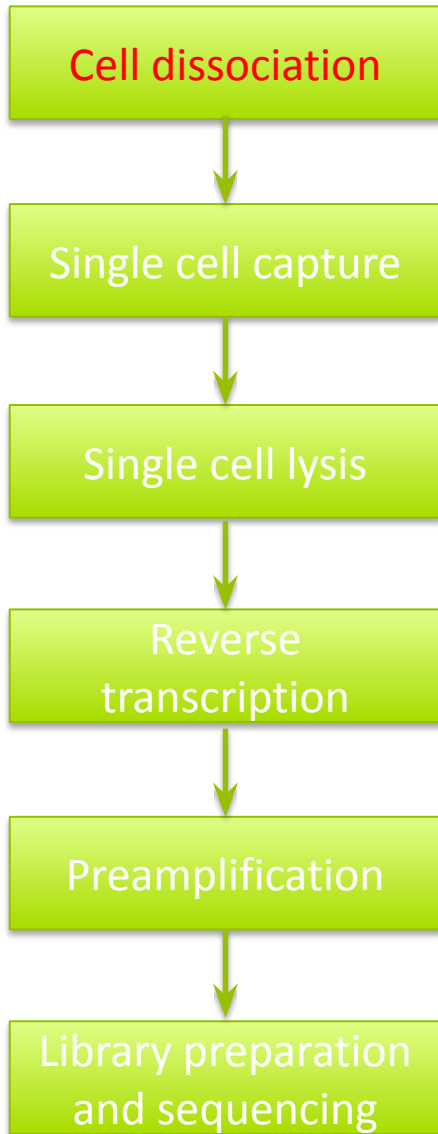 Cell dissociation
Single cell capture
Single cell lysis
Reverse
transcription
Preamplification
Library preparation
and sequencing